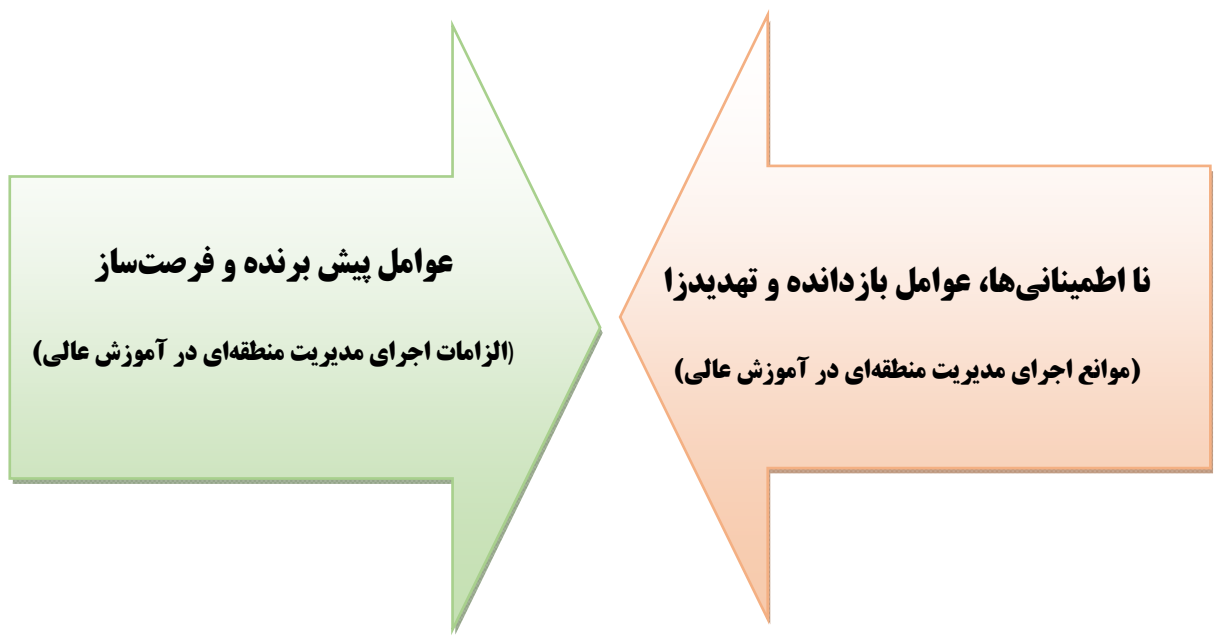 نا اطمینانی‌ها، عوامل بازدانده و تهدیدزا
(موانع اجرای مدیریت منطقه‌ای در آموزش عالی)
عوامل پیش برنده و فرصت‌ساز
(الزامات اجرای مدیریت منطقه‌ای در آموزش عالی)